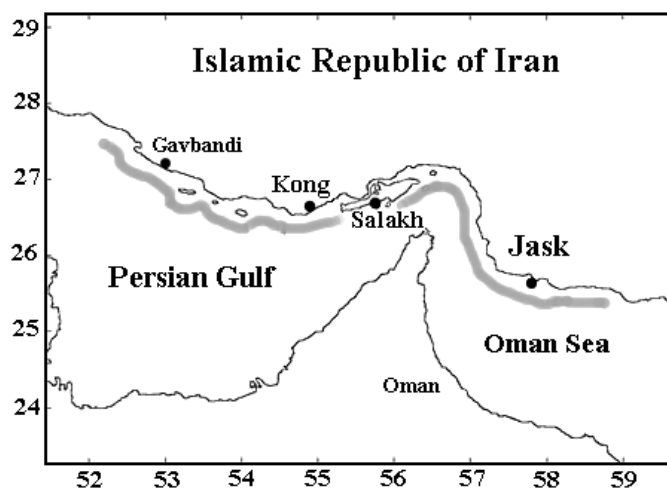 29
Islamic Republic of Iran
28
Gavbandi
27
Kong
Salakh
26
Jask
Persian Gulf
25
Oman Sea
Oman
24
52 53 54 55 56 57 58 59